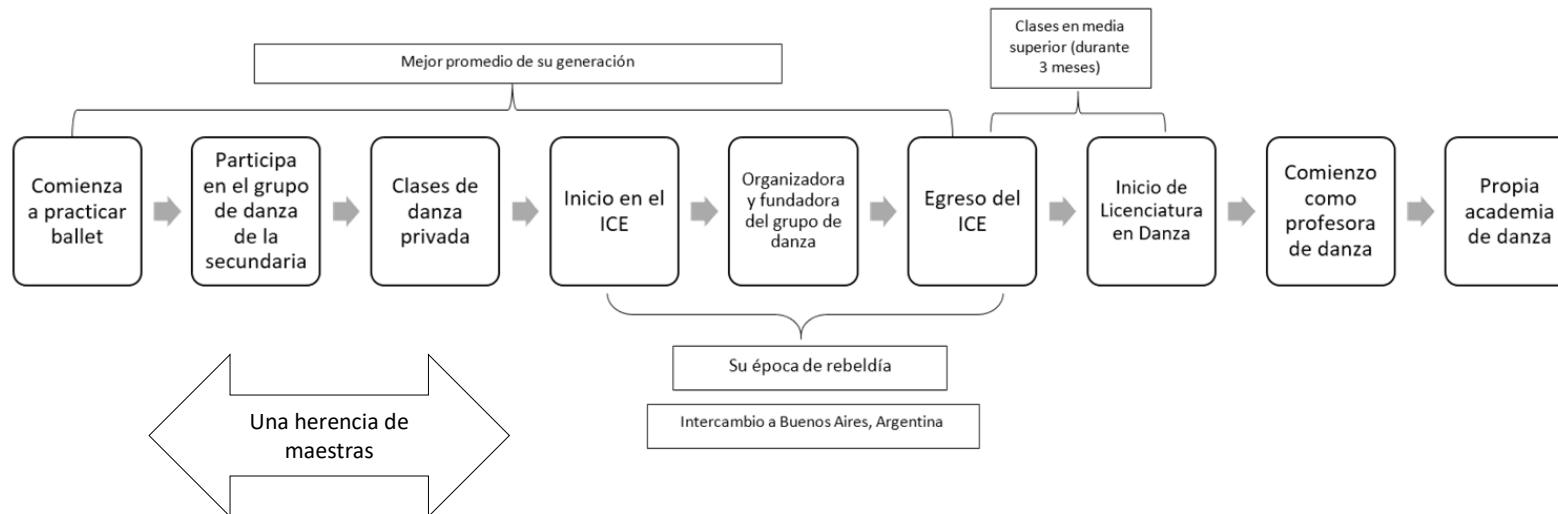 Clases en media
superior (durante
3 meses)
Mejor promedio de su generación
Comienza
a practicar
ballet
Participa
en el grupo
de danza
de la
secundaria
Clases de
danza
privada
Inicio en el
ICE
Organizadora
y fundadora
del grupo de
danza
Egreso del
ICE
Inicio de
Licenciatura
en Danza
Comienzo
como
profesora
de danza
Propia
academia
de danza
Su época de rebeldía
Intercambio a Buenos Aires, Argentina
Una herencia de
maestras